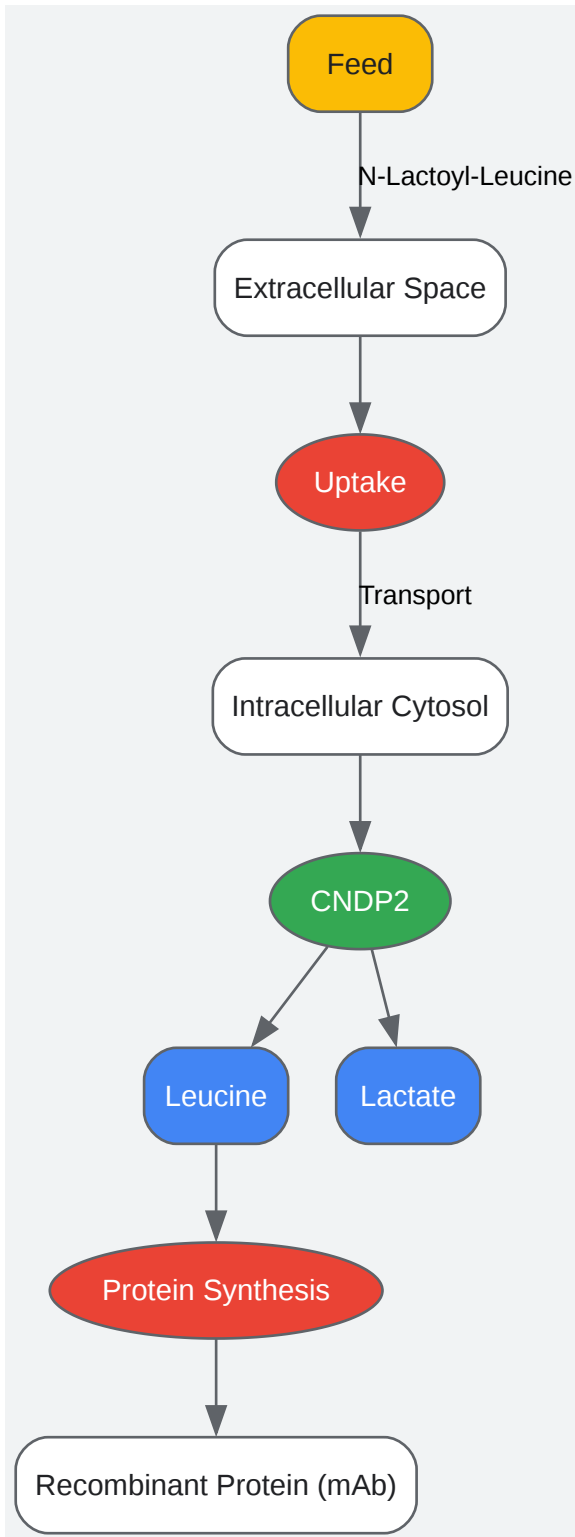 Feed
N-Lactoyl-Leucine
Extracellular Space
Uptake
Transport
Intracellular Cytosol
CNDP2
Leucine
Lactate
Protein Synthesis
Recombinant Protein (mAb)